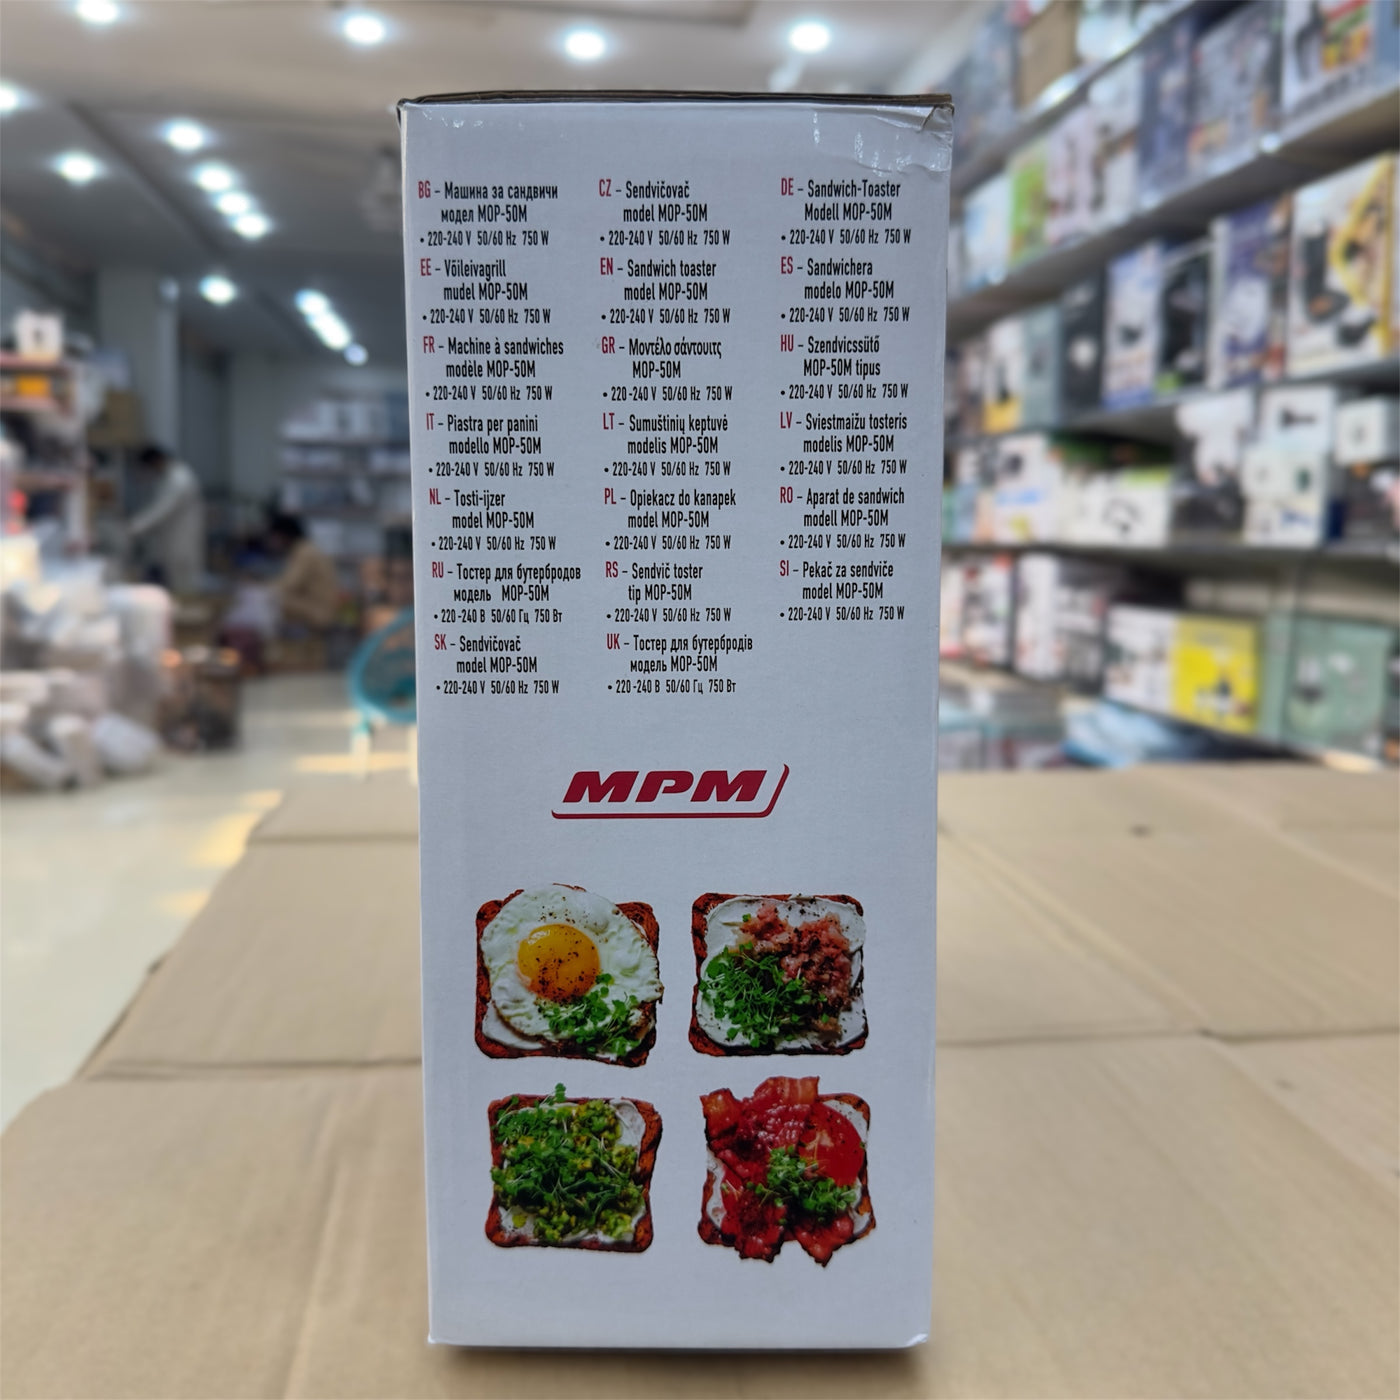 BG – Машина за сандвичи
модел MOP-50M
• 220-240 V 50/60 Hz 750 W
CZ – Sendvičovač
model MOP-50M
• 220-240 V 50/60 Hz 750 W
DE – Sandwich-Toaster
Modell MOP-50M
• 220-240 V 50/60 Hz 750 W
EE – Võileivagrill
mudel MOP-50M
• 220-240 V 50/60 Hz 750 W
EN – Sandwich toaster
model MOP-50M
• 220-240 V 50/60 Hz 750 W
ES – Sandwichera
modelo MOP-50M
• 220-240 V 50/60 Hz 750 W
FR – Machine à sandwiches
modèle MOP-50M
• 220-240 V 50/60 Hz 750 W
GR – Μοντέλο σάντουιτς
MOP-50M
• 220-240 V 50/60 Hz 750 W
HU – Szendvicssütő
MOP-50M típus
• 220-240 V 50/60 Hz 750 W
IT – Piastra per panini
modello MOP-50M
• 220-240 V 50/60 Hz 750 W
LT – Sumuštinių keptuvė
modelis MOP-50M
• 220-240 V 50/60 Hz 750 W
LV – Sviestmaižu tosteris
modelis MOP-50M
• 220-240 V 50/60 Hz 750 W
NL – Tosti-ijzer
model MOP-50M
• 220-240 V 50/60 Hz 750 W
PL – Opiekacz do kanapek
model MOP-50M
• 220-240 V 50/60 Hz 750 W
RO – Aparat de sandwich
modell MOP-50M
• 220-240 V 50/60 Hz 750 W
RU – Тостер для бутербродов
модель MOP-50M
• 220-240 В 50/60 Гц 750 Вт
RS – Sendvič toster
tip MOP-50M
• 220-240 V 50/60 Hz 750 W
SI – Pekač za sendviče
model MOP-50M
• 220-240 V 50/60 Hz 750 W
SK – Sendvičovač
model MOP-50M
• 220-240 V 50/60 Hz 750 W
UK – Тостер для бутербродів
модель MOP-50M
• 220-240 В 50/60 Гц 750 Вт
MPM